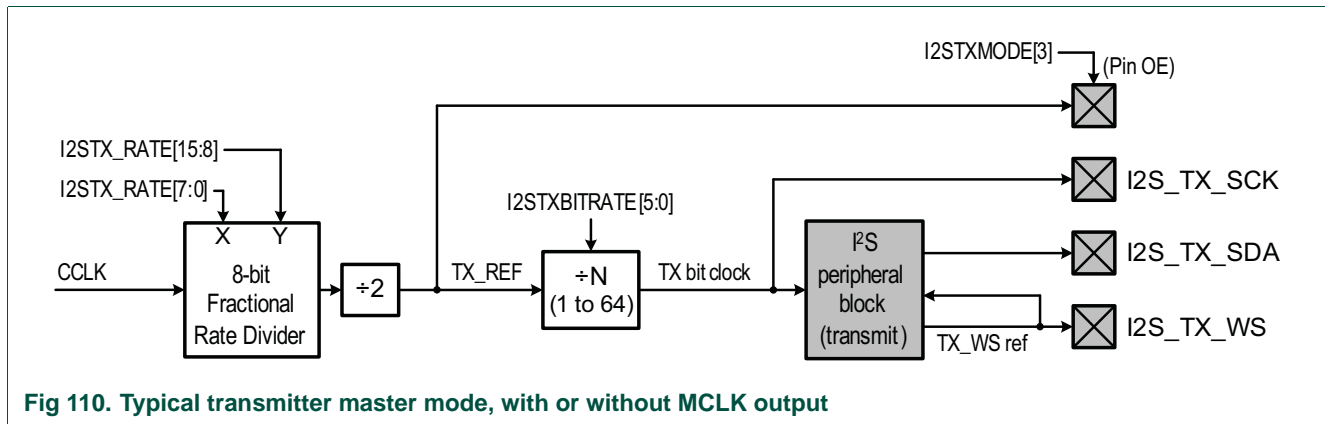 I2STXMODE[3]
(Pin OE)
I2STX_RATE[15:8]
I2STX_RATE[7:0]
I2STXBITRATE[5:0]
I2S_TX_SCK
X Y
8-bit
Fractional
Rate Divider
CCLK
÷2
TX_REF
÷N
(1 to 64)
TX bit clock
I²S
peripheral
block
(transmit)
I2S_TX_SDA
TX_WS ref
I2S_TX_WS
Fig 110. Typical transmitter master mode, with or without MCLK output